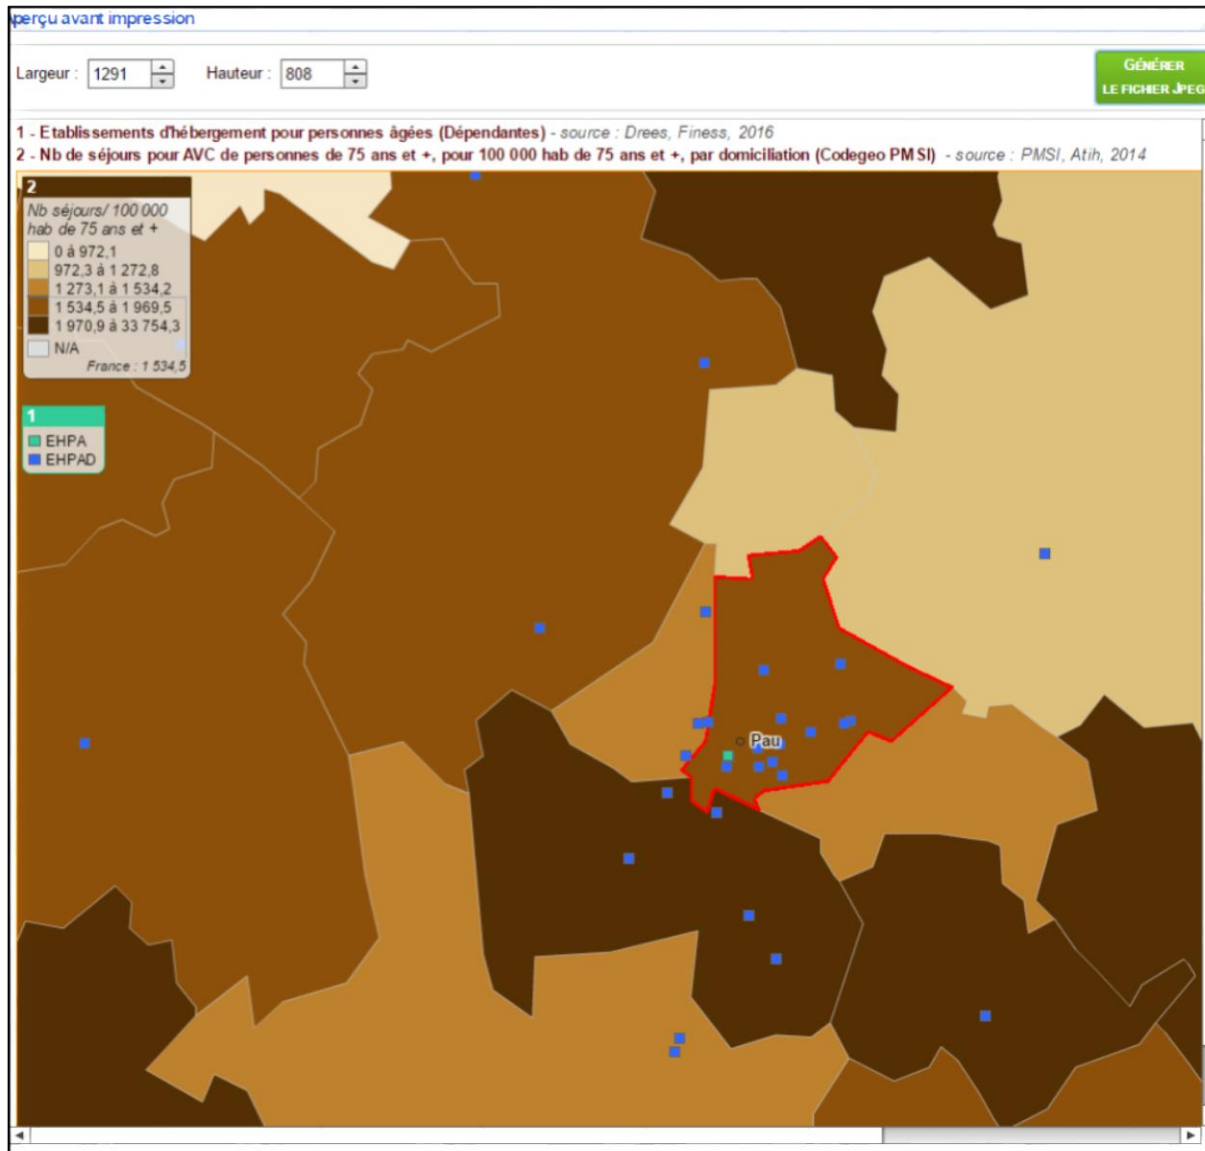 perçu avant impression
Largeur : 1291 Hauteur : 808
GÉNÉRER
LE FICHIER JPEG
1 - Etablissements d'hébergement pour personnes âgées (Dépendantes) - source : Drees, Finess, 2016
2 - Nb de séjours pour AVC de personnes de 75 ans et +, pour 100 000 hab de 75 ans et +, par domiciliation (Codegeo PMSI) - source : PMSI, Atih, 2014
2
Nb séjours/ 100 000
hab de 75 ans et +
0 à 972,1
972,3 à 1 272,8
1 273,1 à 1 534,2
1 534,5 à 1 969,5
1 970,9 à 33 754,3
N/A
France : 1 534,5
1
EHPA
EHPAD
Pau